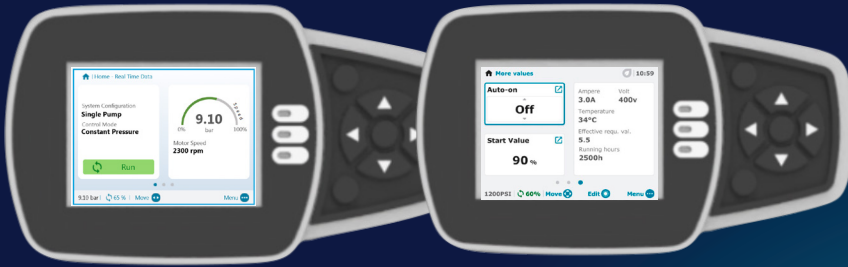 Home - Real Time Data
System Configuration
Single Pump
Control Mode
Constant Pressure
Run
Speed
9.10
0% bar 100%
Motor Speed
2300 rpm
9.10 bar | 65 % | Move
Menu
More values
10:59
Auto-on
Off
Start Value
90 %
Ampere Volt
3.0A 400v
Temperature
34°C
Effective requ. val.
5.5
Running hours
2500h
1200PSI | 60% | Move Edit Menu